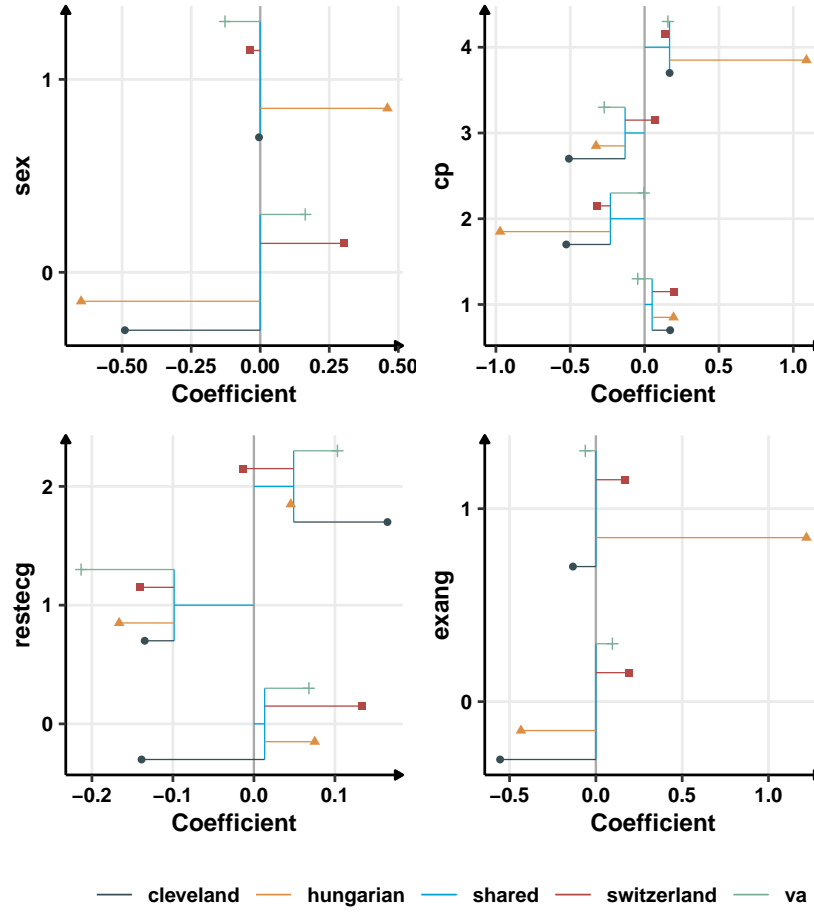 sex
1
0
−0.50 −0.25 0.00 0.25 0.50
Coefficient
cp
4
3
2
1
−1.0 −0.5 0.0 0.5 1.0
Coefficient
restecg
2
1
0
−0.2 −0.1 0.0 0.1
Coefficient
exang
1
0
−0.5 0.0 0.5 1.0
Coefficient
cleveland hungarian shared switzerland va